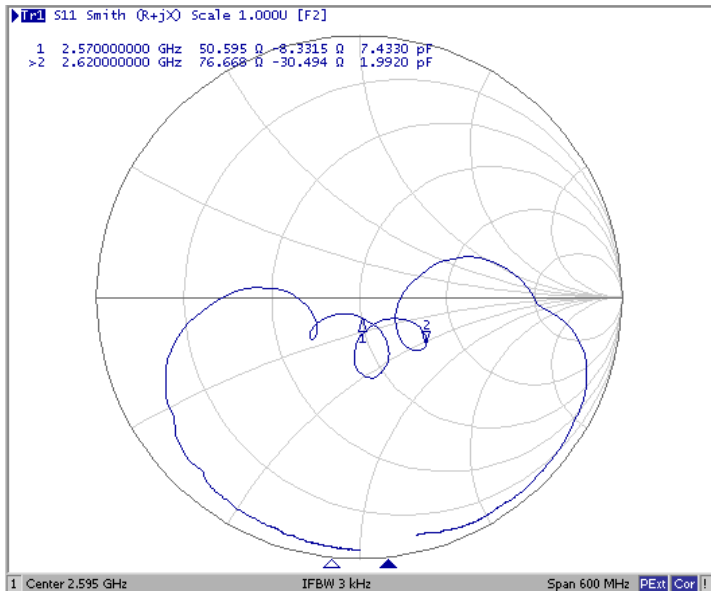 Tr1 S11 Smith (R+jX) Scale 1.000U [F2]
1 2.570000000 GHz 50.595 Ω -8.3315 Ω 7.4330 pF
>2 2.620000000 GHz 76.668 Ω -30.494 Ω 1.9920 pF
2
1
1 Center 2.595 GHz IFBW 3 kHz Span 600 MHz PExt Cor !